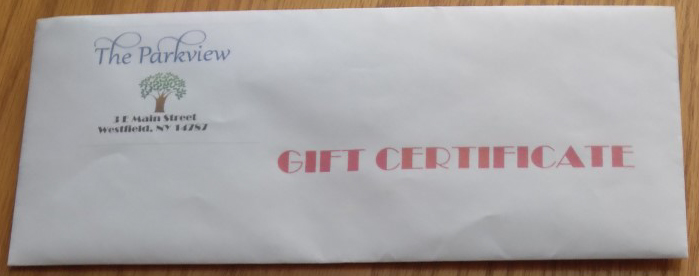 The Parkview
3 E Main Street
Westfield, NY 14787
GIFT CERTIFICATE